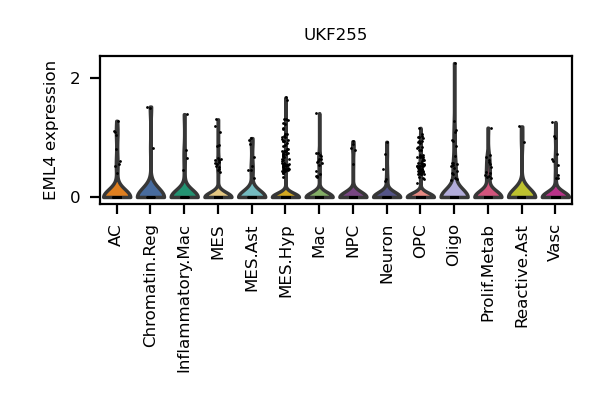 UKF255
EML4 expression
2
0
AC
Chromatin.Reg
Inflammatory.Mac
MES
MES.Ast
MES.Hyp
Mac
NPC
Neuron
OPC
Oligo
Prolif.Metab
Reactive.Ast
Vasc